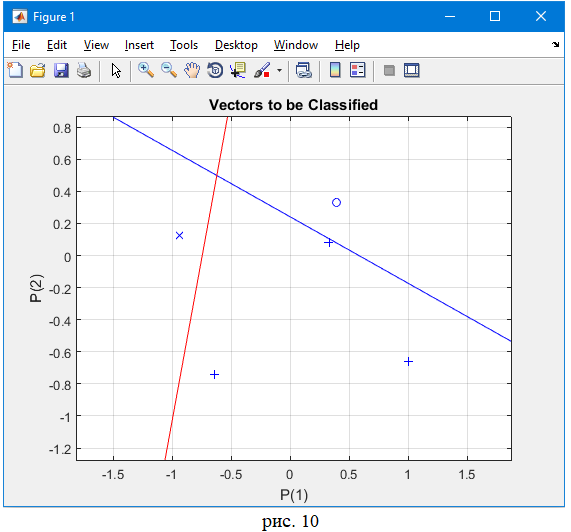 Figure 1
File Edit View Insert Tools Desktop Window Help
Vectors to be Classified
0.8
0.6
0.4
0.2
0
-0.2
-0.4
-0.6
-0.8
-1
-1.2
P(2)
-1.5 -1 -0.5 0 0.5 1 1.5
P(1)
рис. 10